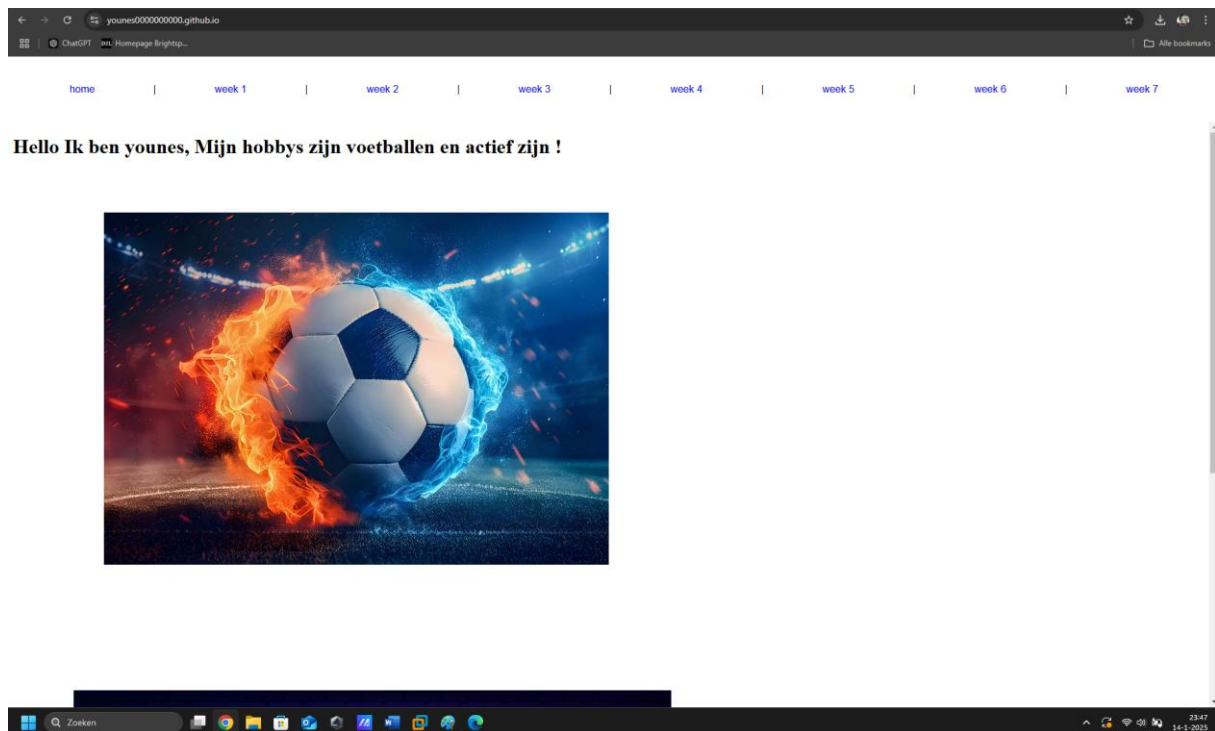 younes0000000000.github.io
ChatGPT D2L Homepage Brightsp... Alle bookmarks
home | week 1 | week 2 | week 3 | week 4 | week 5 | week 6 | week 7
Hello Ik ben younes, Mijn hobbys zijn voetballen en actief zijn !
Zoeken
23:47
14-1-2025